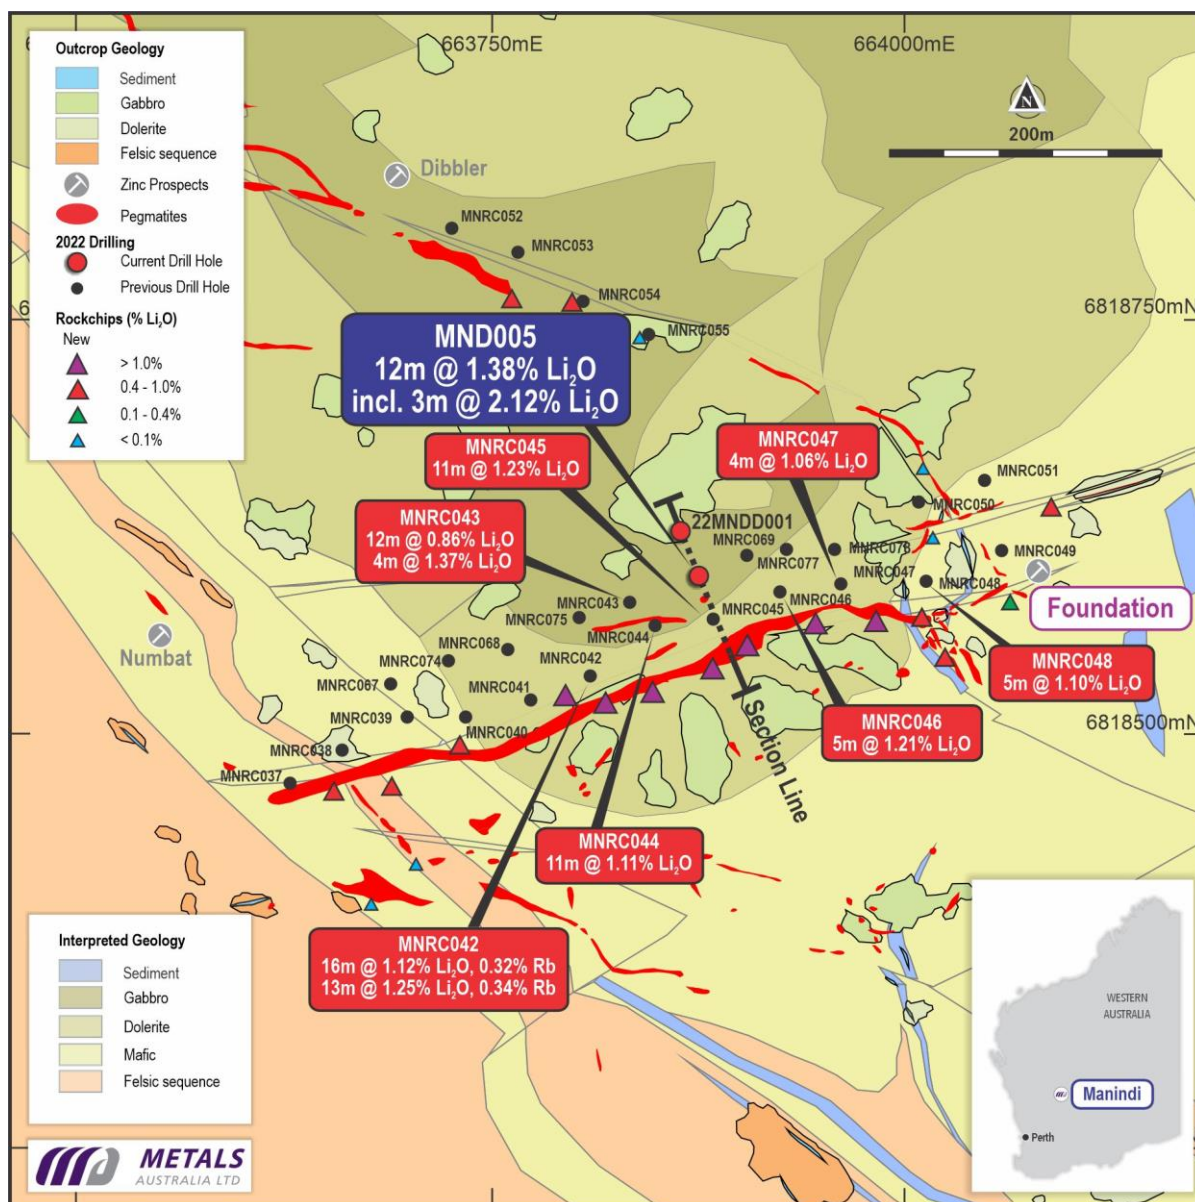 663750mE
664000mE
Outcrop Geology
Sediment
Gabbro
Dolerite
Felsic sequence
Zinc Prospects
Pegmatites
2022 Drilling
Current Drill Hole
Previous Drill Hole
Rockchips (% Li₂O)
New
> 1.0%
0.4 - 1.0%
0.1 - 0.4%
< 0.1%
N
200m
Dibbler
MNRC052
MNRC053
MNRC054
MNRC055
6818750mN
MND005
12m @ 1.38% Li₂O
incl. 3m @ 2.12% Li₂O
MNRC045
11m @ 1.23% Li₂O
MNRC047
4m @ 1.06% Li₂O
MNRC043
12m @ 0.86% Li₂O
4m @ 1.37% Li₂O
22MNDD001
MNRC069
MNRC077
MNRC078
MNRC051
MNRC050
MNRC049
MNRC047
MNRC048
MNRC046
MNRC045
MNRC043
MNRC075
MNRC044
MNRC068
MNRC074
MNRC042
MNRC067
MNRC041
MNRC039
MNRC040
MNRC038
MNRC037
Numbat
Foundation
MNRC048
5m @ 1.10% Li₂O
MNRC046
5m @ 1.21% Li₂O
6818500mN
Section Line
MNRC044
11m @ 1.11% Li₂O
MNRC042
16m @ 1.12% Li₂O, 0.32% Rb
13m @ 1.25% Li₂O, 0.34% Rb
Interpreted Geology
Sediment
Gabbro
Dolerite
Mafic
Felsic sequence
METALS
AUSTRALIA LTD
WESTERN
AUSTRALIA
Manindi
Perth